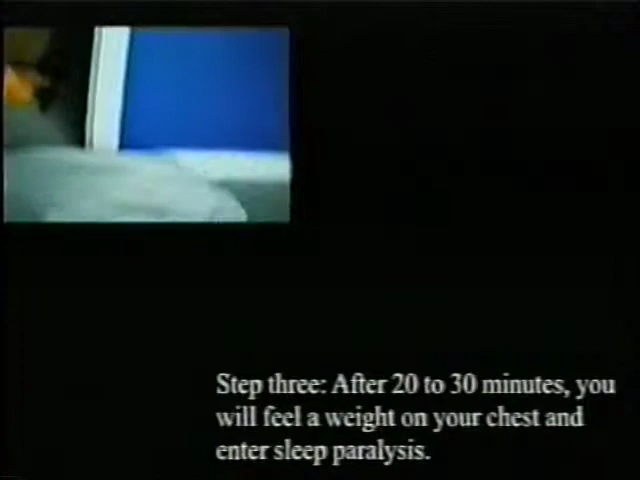 Step three: After 20 to 30 minutes, you
will feel a weight on your chest and
enter sleep paralysis.